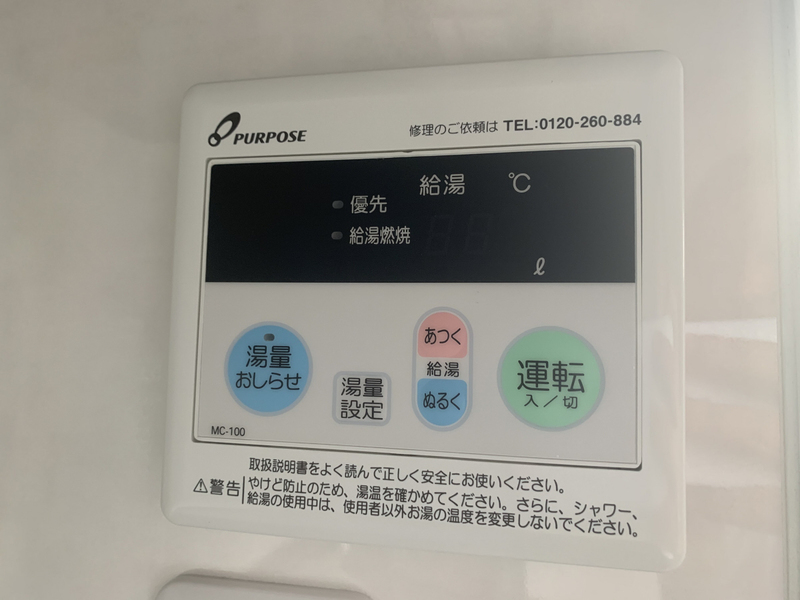 PURPOSE
修理のご依頼は TEL:0120-260-884
給湯 ℃
優先
給湯燃焼
ℓ
湯量
おしらせ
湯量
設定
あつく
給湯
ぬるく
運転
入/切
MC-100
取扱説明書をよく読んで正しく安全にお使いください。
⚠警告 やけど防止のため、湯温を確かめてください。さらに、シャワー、
給湯の使用中は、使用者以外お湯の温度を変更しないでください。